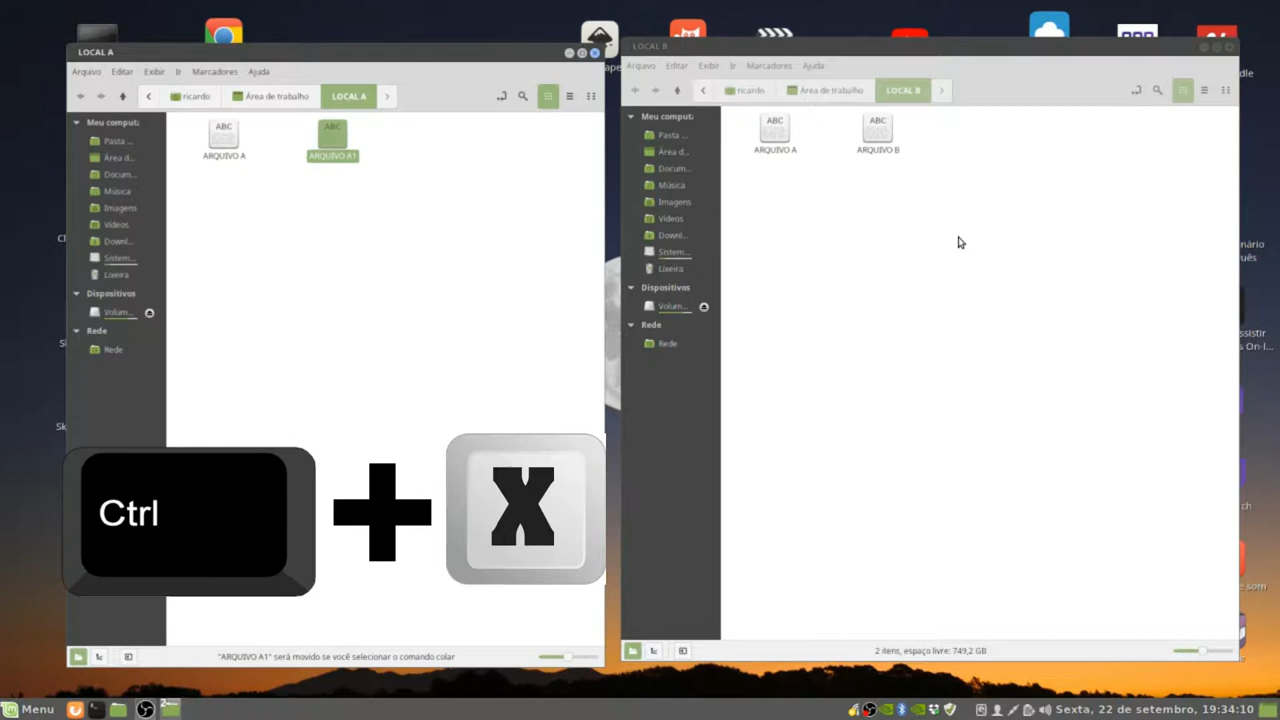 LOCAL A
Arquivo Editar Exibir Ir Marcadores Ajuda
ricardo Área de trabalho LOCAL A
Meu comput:
Pasta ...
Área d...
Docum...
Música
Imagens
Vídeos
Downl...
Sistem...
Lixeira
Dispositivos
Volum...
Rede
Rede
ABC
ARQUIVO A
ABC
ARQUIVO A1
Ctrl
X
"ARQUIVO A1" será movido se você selecionar o comando colar
LOCAL B
Arquivo Editar Exibir Ir Marcadores Ajuda
ricardo Área de trabalho LOCAL B
Meu comput:
Pasta ...
Área d...
Docum...
Música
Imagens
Vídeos
Downl...
Sistem...
Lixeira
Dispositivos
Volum...
Rede
Rede
ABC
ARQUIVO A
ABC
ARQUIVO B
2 itens, espaço livre: 749,2 GB
Menu
Sexta, 22 de setembro, 19:34:10